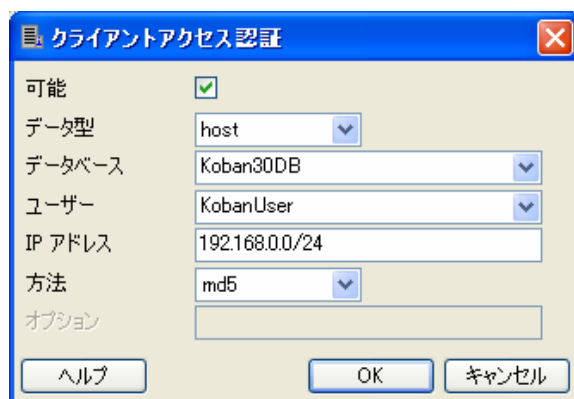 クライアントアクセス認証
可能
データ型 host
データベース Koban30DB
ユーザー KobanUser
IP アドレス 192.168.0.0/24
方法 md5
オプション
ヘルプ OK キャンセル